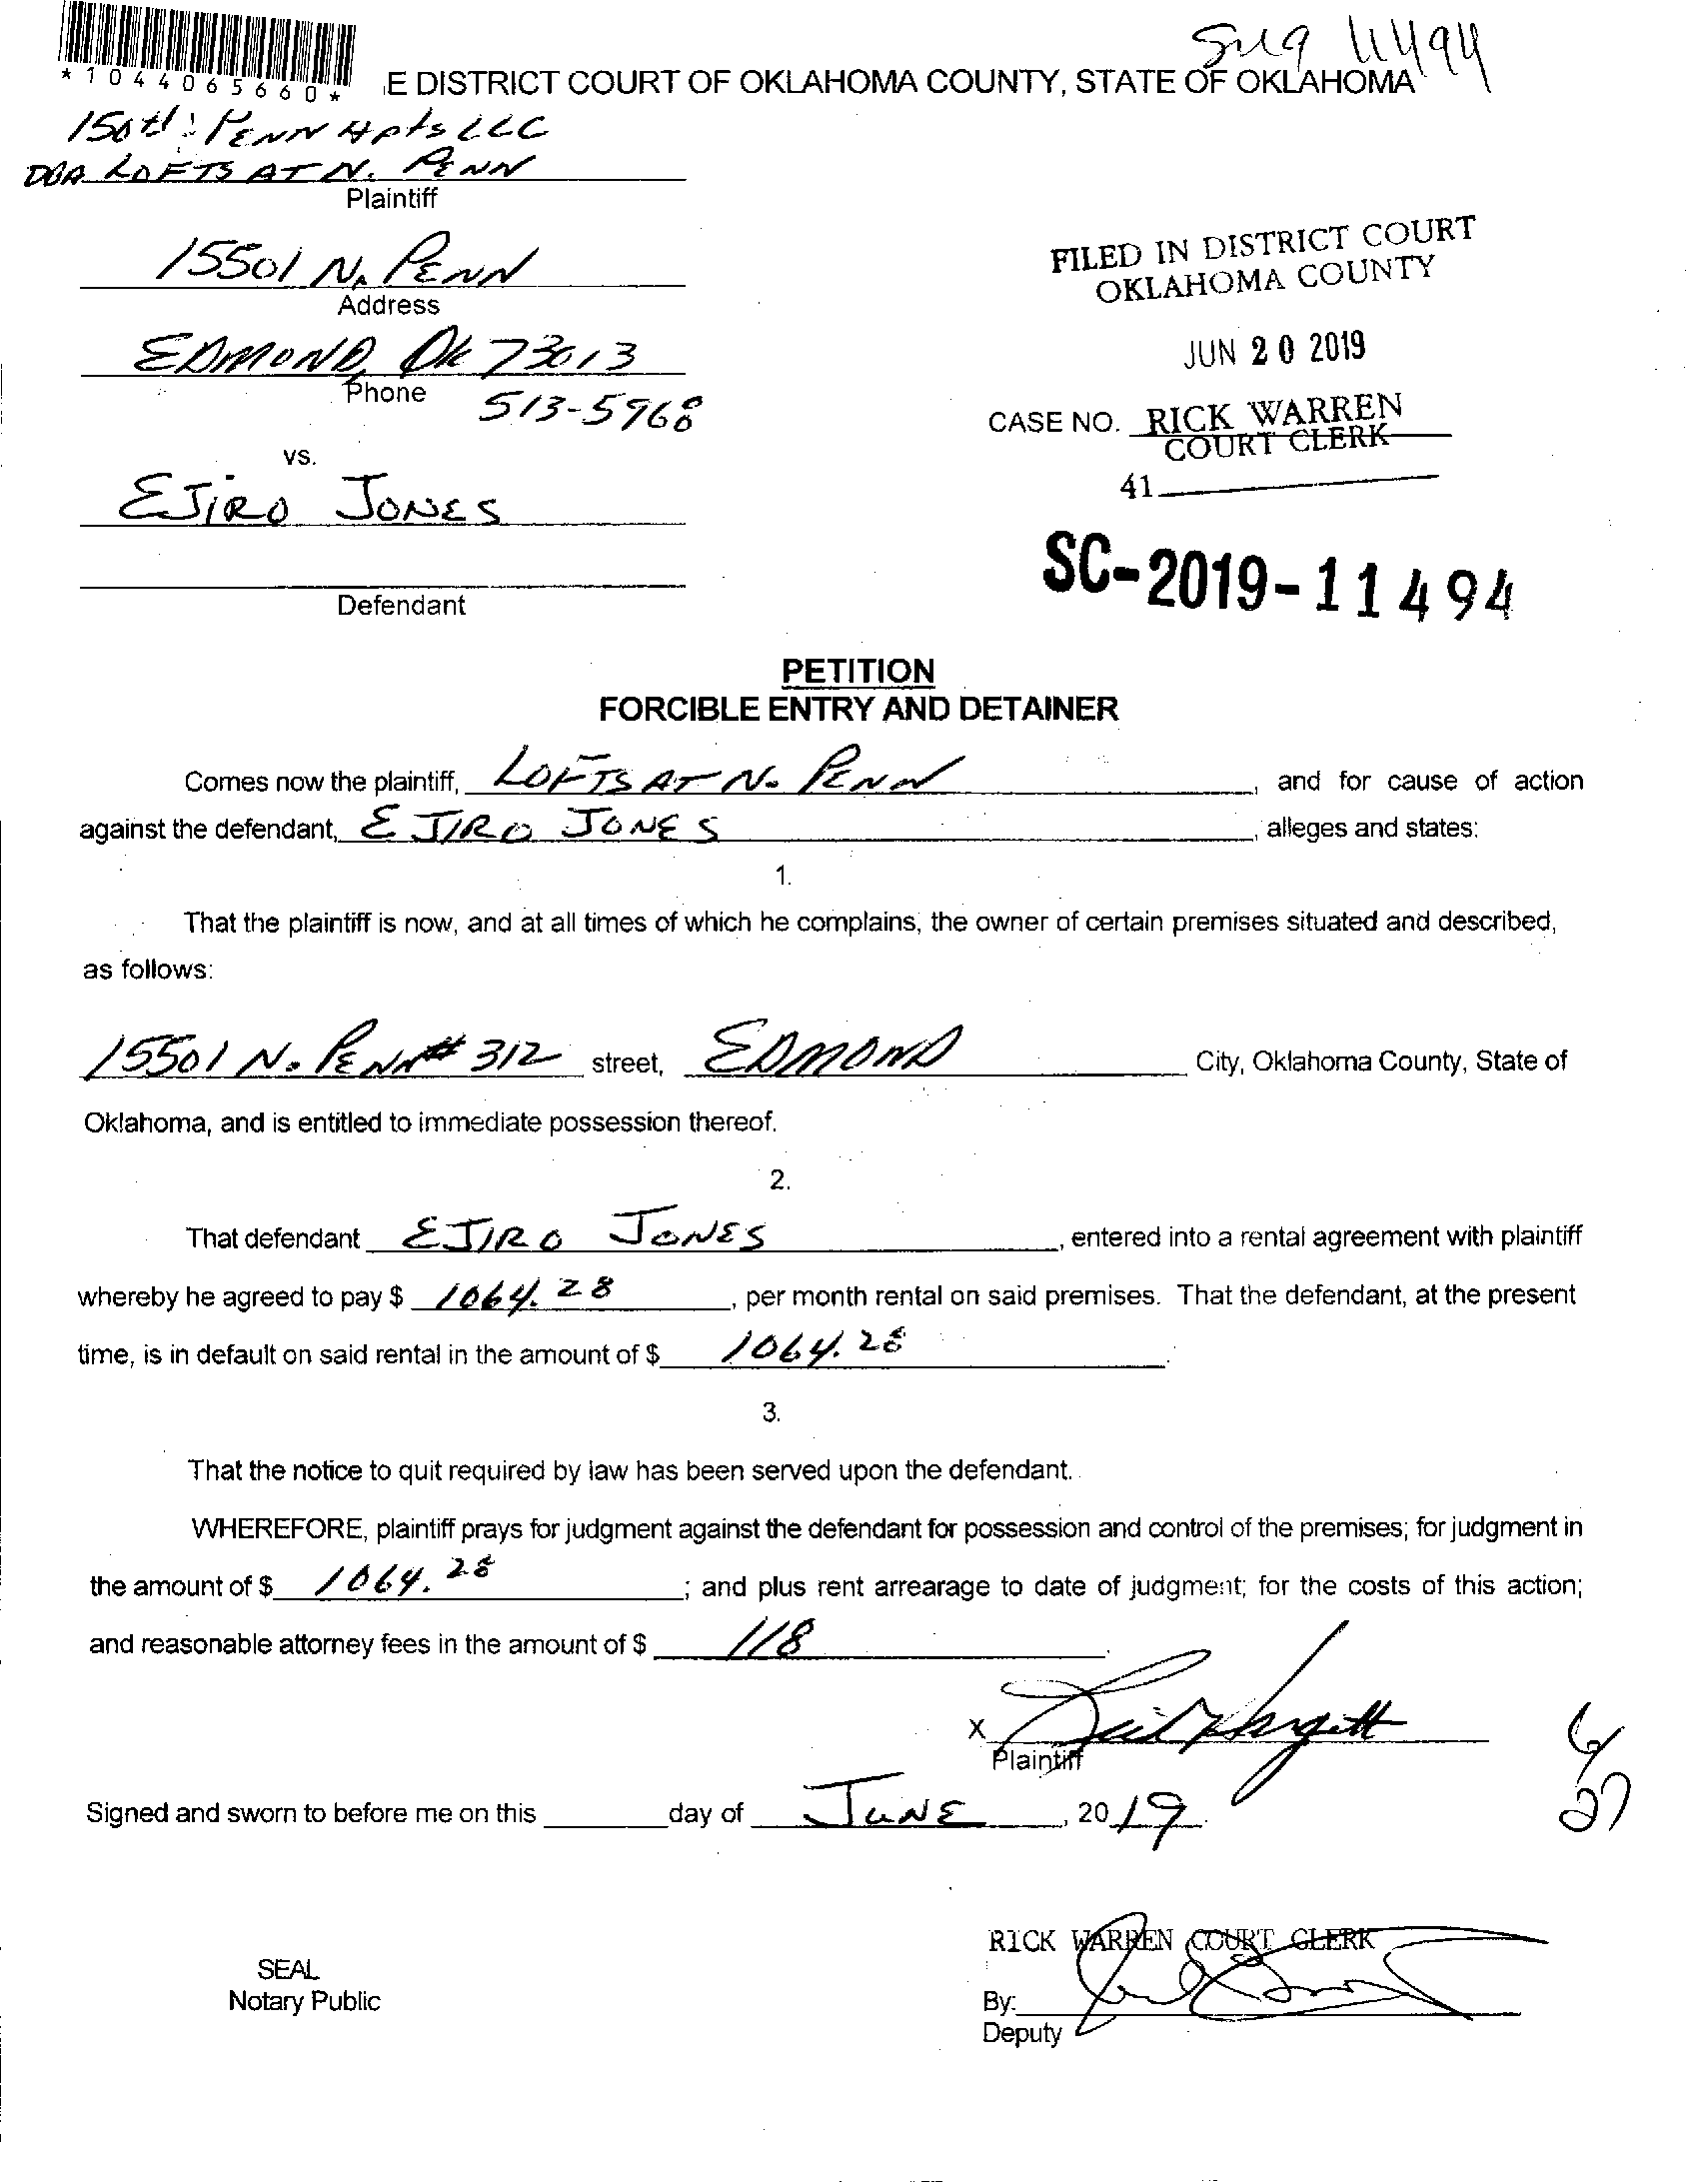 *1044065660*
E DISTRICT COURT OF OKLAHOMA COUNTY, STATE OF OKLAHOMA
11494
150th: PENN Apts LLC
DBA LOFTS AT N. PENN
Plaintiff
15501 N. PENN
Address
EDMOND, OK 73013
Phone
513-5968
vs.
EJIRO JONES
Defendant
FILED IN DISTRICT COURT
OKLAHOMA COUNTY
JUN 20 2019
CASE NO. RICK WARREN
COURT CLERK
41
SC-2019-11494
PETITION
FORCIBLE ENTRY AND DETAINER
Comes now the plaintiff, LOFTS AT N. PENN, and for cause of action
against the defendant, EJIRO JONES, alleges and states:
1.
That the plaintiff is now, and at all times of which he complains, the owner of certain premises situated and described,
as follows:
15501 N. PENN # 312 street, EDMOND City, Oklahoma County, State of
Oklahoma, and is entitled to immediate possession thereof.
2.
That defendant EJIRO JONES, entered into a rental agreement with plaintiff
whereby he agreed to pay $ 1064.28, per month rental on said premises. That the defendant, at the present
time, is in default on said rental in the amount of $ 1064.28.
3.
That the notice to quit required by law has been served upon the defendant.
WHEREFORE, plaintiff prays for judgment against the defendant for possession and control of the premises; for judgment in
the amount of $ 1064.28; and plus rent arrearage to date of judgment; for the costs of this action;
and reasonable attorney fees in the amount of $ 118.
X
Plaintiff
6/27
Signed and sworn to before me on this day of JUNE, 2019.
RICK WARREN COURT CLERK
SEAL
Notary Public
By:
Deputy